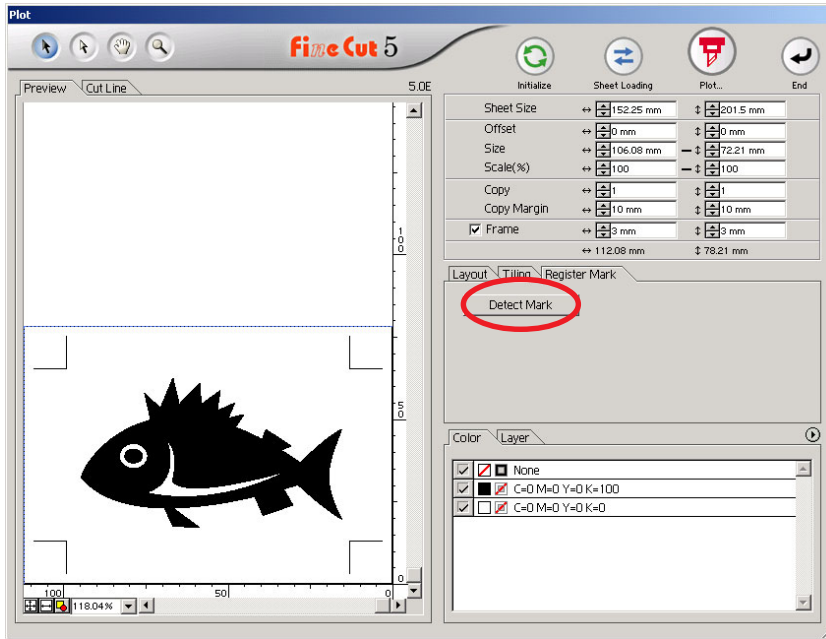 Plot
Fine Cut 5
Initialize
Sheet Loading
Plot...
End
Preview
Cut Line
5.0E
Sheet Size
152.25 mm
201.5 mm
Offset
0 mm
0 mm
Size
106.08 mm
72.21 mm
Scale(%)
100
100
Copy
1
1
Copy Margin
10 mm
10 mm
Frame
3 mm
3 mm
112.08 mm
78.21 mm
Layout
Tiling
Register Mark
Detect Mark
100
50
0
100
50
0
118.04%
Color
Layer
None
C=0 M=0 Y=0 K=100
C=0 M=0 Y=0 K=0